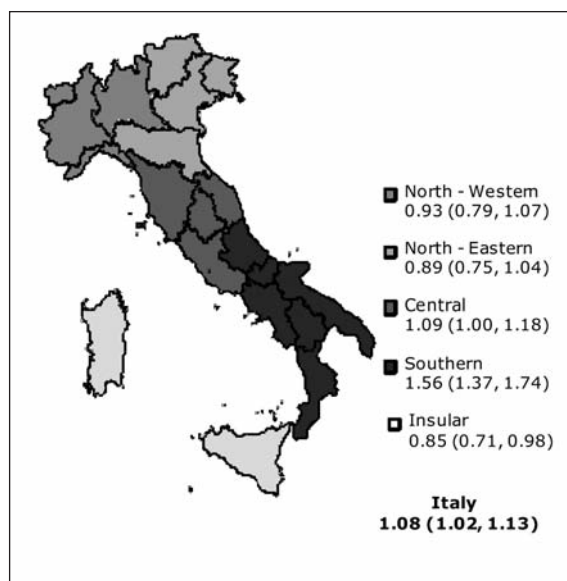 North - Western
0.93 (0.79, 1.07)
North - Eastern
0.89 (0.75, 1.04)
Central
1.09 (1.00, 1.18)
Southern
1.56 (1.37, 1.74)
Insular
0.85 (0.71, 0.98)
Italy
1.08 (1.02, 1.13)